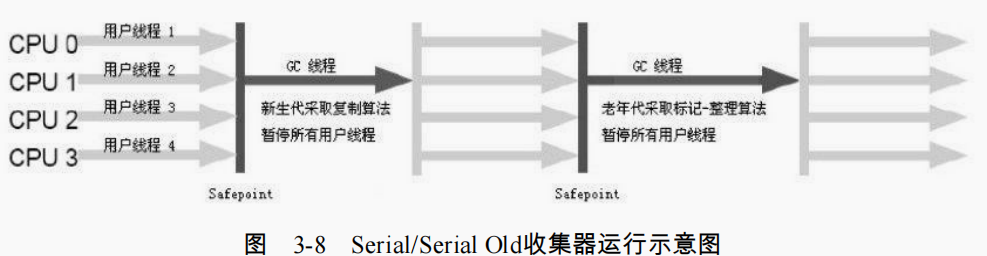 CPU 0 用户线程 1
CPU 1 用户线程 2
CPU 2 用户线程 3
CPU 3 用户线程 4
GC 线程
新生代采取复制算法
暂停所有用户线程
Safepoint
GC 线程
老年代采取标记-整理算法
暂停所有用户线程
Safepoint
图 3-8 Serial/Serial Old收集器运行示意图